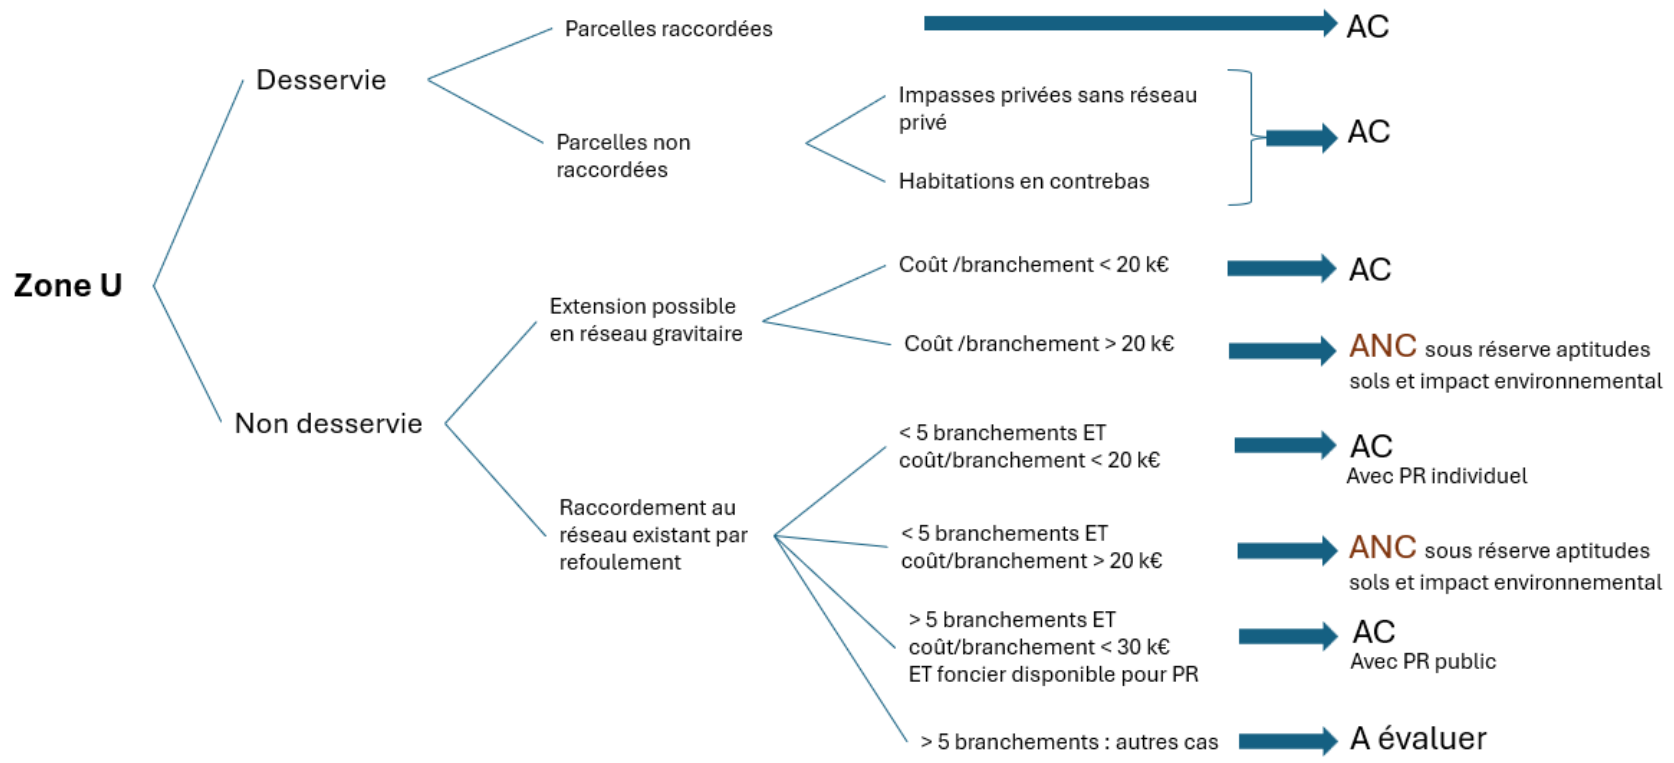 Zone U
Desservie
Parcelles raccordées
AC
Parcelles non
raccordées
Impasses privées sans réseau
privé
Habitations en contrebas
AC
Non desservie
Extension possible
en réseau gravitaire
Coût /branchement < 20 k€
AC
Coût /branchement > 20 k€
ANC sous réserve aptitudes
sols et impact environnemental
Raccordement au
réseau existant par
refoulement
< 5 branchements ET
coût/branchement < 20 k€
AC
Avec PR individuel
< 5 branchements ET
coût/branchement > 20 k€
ANC sous réserve aptitudes
sols et impact environnemental
> 5 branchements ET
coût/branchement < 30 k€
ET foncier disponible pour PR
AC
Avec PR public
> 5 branchements : autres cas
A évaluer